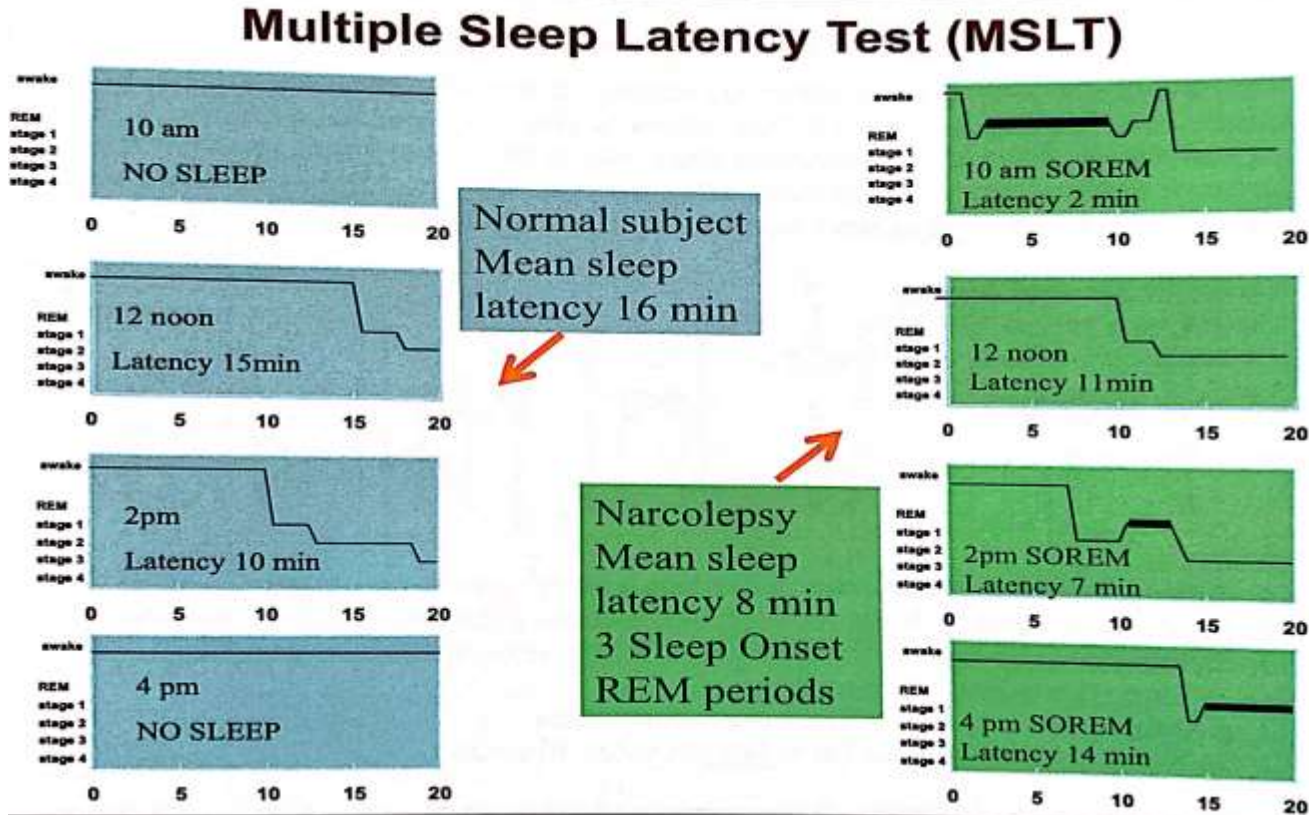 Multiple Sleep Latency Test (MSLT)
awake
REM
stage 1
stage 2
stage 3
stage 4
10 am
NO SLEEP
0 5 10 15 20
awake
REM
stage 1
stage 2
stage 3
stage 4
12 noon
Latency 15min
0 5 10 15 20
awake
REM
stage 1
stage 2
stage 3
stage 4
2pm
Latency 10 min
0 5 10 15 20
awake
REM
stage 1
stage 2
stage 3
stage 4
4 pm
NO SLEEP
0 5 10 15 20
Normal subject
Mean sleep
latency 16 min
Narcolepsy
Mean sleep
latency 8 min
3 Sleep Onset
REM periods
awake
REM
stage 1
stage 2
stage 3
stage 4
10 am SOREM
Latency 2 min
0 5 10 15 20
awake
REM
stage 1
stage 2
stage 3
stage 4
12 noon
Latency 11min
0 5 10 15 20
awake
REM
stage 1
stage 2
stage 3
stage 4
2pm SOREM
Latency 7 min
0 5 10 15 20
awake
REM
stage 1
stage 2
stage 3
stage 4
4 pm SOREM
Latency 14 min
0 5 10 15 20